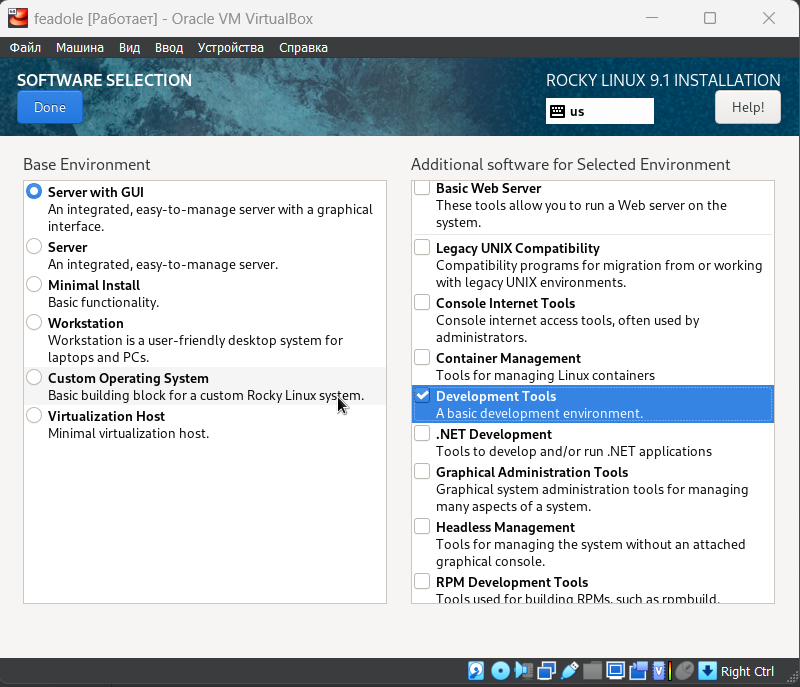 feadole [Работает] - Oracle VM VirtualBox
Файл Машина Вид Ввод Устройства Справка
SOFTWARE SELECTION
ROCKY LINUX 9.1 INSTALLATION
Done
us
Help!
Base Environment
Server with GUI
An integrated, easy-to-manage server with a graphical
interface.
Server
An integrated, easy-to-manage server.
Minimal Install
Basic functionality.
Workstation
Workstation is a user-friendly desktop system for
laptops and PCs.
Custom Operating System
Basic building block for a custom Rocky Linux system.
Virtualization Host
Minimal virtualization host.
Additional software for Selected Environment
Basic Web Server
These tools allow you to run a Web server on the
system.
Legacy UNIX Compatibility
Compatibility programs for migration from or working
with legacy UNIX environments.
Console Internet Tools
Console internet access tools, often used by
administrators.
Container Management
Tools for managing Linux containers
Development Tools
A basic development environment.
.NET Development
Tools to develop and/or run .NET applications
Graphical Administration Tools
Graphical system administration tools for managing
many aspects of a system.
Headless Management
Tools for managing the system without an attached
graphical console.
RPM Development Tools
Tools used for building RPMs, such as rpmbuild.
Right Ctrl